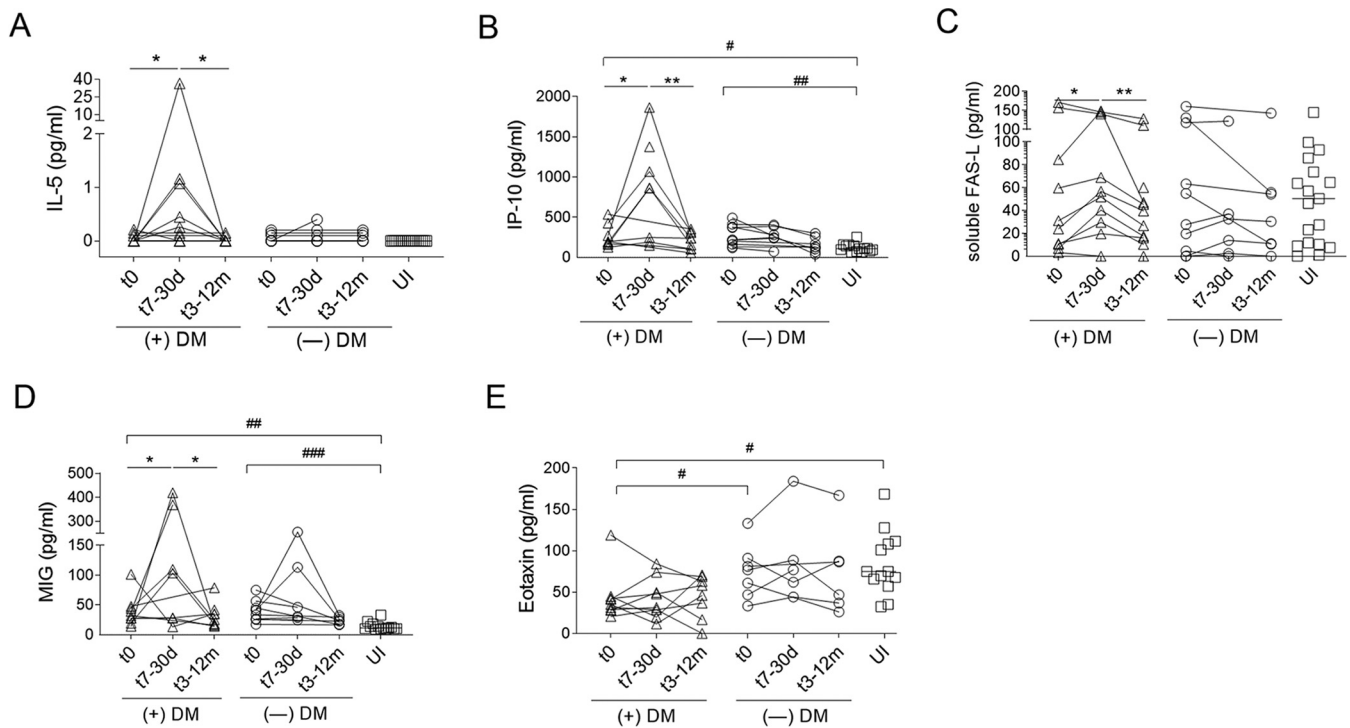 A
IL-5 (pg/ml)
40
25
10
2
1
0
* *
t0 t7-30d t3-12m t0 t7-30d t3-12m UI
(+) DM (—) DM
B
IP-10 (pg/ml)
2000
1500
1000
500
0
#
* ** ##
t0 t7-30d t3-12m t0 t7-30d t3-12m UI
(+) DM (—) DM
C
soluble FAS-L (pg/ml)
200
150
100
80
60
40
20
0
* **
t0 t7-30d t3-12m t0 t7-30d t3-12m UI
(+) DM (—) DM
D
MIG (pg/ml)
500
400
300
150
100
50
0
##
* * ###
t0 t7-30d t3-12m t0 t7-30d t3-12m UI
(+) DM (—) DM
E
Eotaxin (pg/ml)
200
150
100
50
0
#
#
t0 t7-30d t3-12m t0 t7-30d t3-12m UI
(+) DM (—) DM